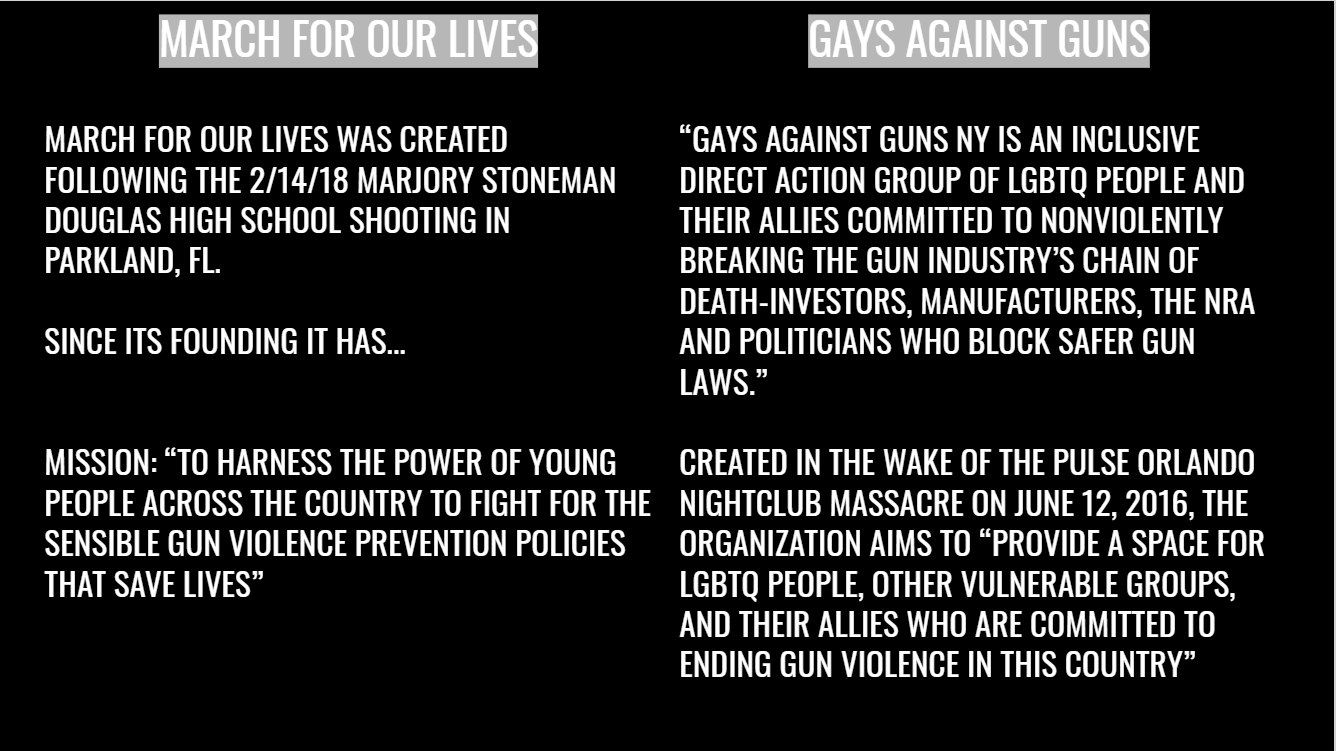 MARCH FOR OUR LIVES
MARCH FOR OUR LIVES WAS CREATED
FOLLOWING THE 2/14/18 MARJORY STONEMAN
DOUGLAS HIGH SCHOOL SHOOTING IN
PARKLAND, FL.
SINCE ITS FOUNDING IT HAS...
MISSION: “TO HARNESS THE POWER OF YOUNG
PEOPLE ACROSS THE COUNTRY TO FIGHT FOR THE
SENSIBLE GUN VIOLENCE PREVENTION POLICIES
THAT SAVE LIVES”
GAYS AGAINST GUNS
“GAYS AGAINST GUNS NY IS AN INCLUSIVE
DIRECT ACTION GROUP OF LGBTQ PEOPLE AND
THEIR ALLIES COMMITTED TO NONVIOLENTLY
BREAKING THE GUN INDUSTRY’S CHAIN OF
DEATH-INVESTORS, MANUFACTURERS, THE NRA
AND POLITICIANS WHO BLOCK SAFER GUN
LAWS.”
CREATED IN THE WAKE OF THE PULSE ORLANDO
NIGHTCLUB MASSACRE ON JUNE 12, 2016, THE
ORGANIZATION AIMS TO “PROVIDE A SPACE FOR
LGBTQ PEOPLE, OTHER VULNERABLE GROUPS,
AND THEIR ALLIES WHO ARE COMMITTED TO
ENDING GUN VIOLENCE IN THIS COUNTRY”